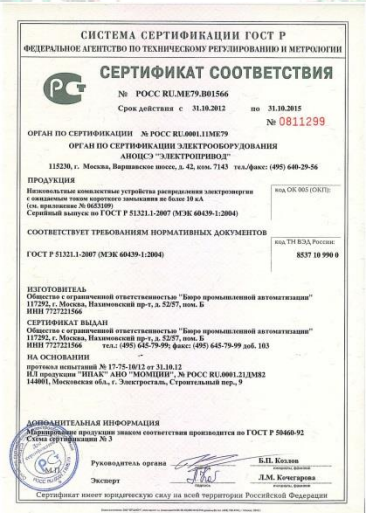 СИСТЕМА СЕРТИФИКАЦИИ ГОСТ Р
ФЕДЕРАЛЬНОЕ АГЕНТСТВО ПО ТЕХНИЧЕСКОМУ РЕГУЛИРОВАНИЮ И МЕТРОЛОГИИ
СЕРТИФИКАТ СООТВЕТСТВИЯ
№ РОСС RU.ME79.B01566
Срок действия с 31.10.2012 по 31.10.2015
№ 0811299
ОРГАН ПО СЕРТИФИКАЦИИ № РОСС RU.0001.11ME79
ОРГАН ПО СЕРТИФИКАЦИИ ЭЛЕКТРООБОРУДОВАНИЯ
АНОЦСЭ "ЭЛЕКТРОПРИВОД"
115230, г. Москва, Варшавское шоссе, д.42, ком. 7143 тел./факс: (495) 640-29-56
ПРОДУКЦИЯ
Низковольтные комплектные устройства распределения электроэнергии
с ожидаемым током короткого замыкания не более 10 кА
(см. приложение № 0653109)
Серийный выпуск по ГОСТ Р 51321.1-2007 (МЭК 60439-1:2004)
код ОК 005 (ОКП):
СООТВЕТСТВУЕТ ТРЕБОВАНИЯМ НОРМАТИВНЫХ ДОКУМЕНТОВ
ГОСТ Р 51321.1-2007 (МЭК 60439-1:2004)
код ТН ВЭД России:
8537 10 990 0
ИЗГОТОВИТЕЛЬ
Общество с ограниченной ответственностью "Бюро промышленной автоматизации"
117292, г. Москва, Нахимовский пр-т, д. 52/57, пом. Б
ИНН 7727221566
СЕРТИФИКАТ ВЫДАН
Общество с ограниченной ответственностью "Бюро промышленной автоматизации"
117292, г. Москва, Нахимовский пр-т, д. 52/57, пом. Б
ИНН 7727221566 тел.: (495) 645-79-99; факс: (495) 645-79-99 доб. 103
НА ОСНОВАНИИ
протокол испытаний № 17-75-10/12 от 31.10.12
ИЛ продукции "ИПАК" АНО "МОМЦИИ", № РОСС RU.0001.21ДМ82
144001, Московская обл., г. Электросталь, Строительный пер., 9
ДОПОЛНИТЕЛЬНАЯ ИНФОРМАЦИЯ
Маркирование продукции знаком соответствия производится по ГОСТ Р 50460-92
Схема сертификации № 3
Руководитель органа
Б.П. Козлов
Эксперт
Л.М. Кочегарова
Сертификат имеет юридическую силу на всей территории Российской Федерации